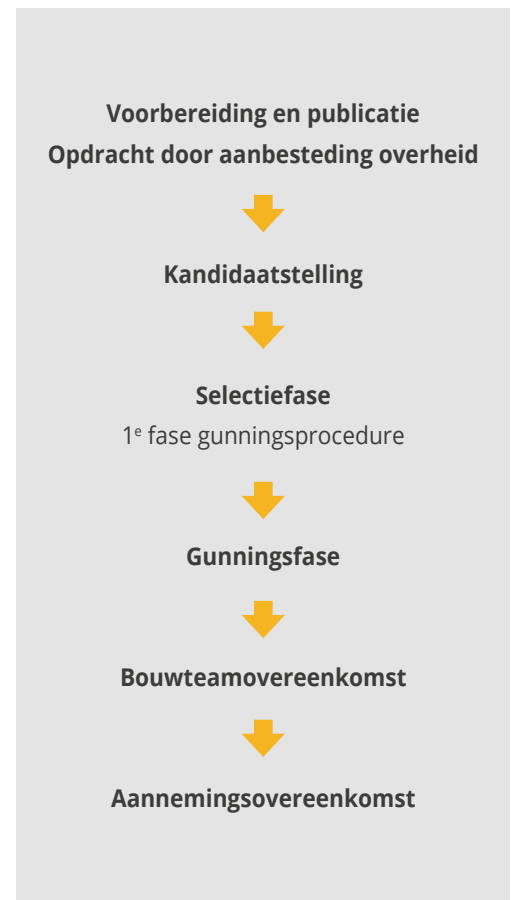 Voorbereiding en publicatie
Opdracht door aanbesteding overheid
Kandidaatstelling
Selectiefase
1e fase gunningsprocedure
Gunningsfase
Bouwteamovereenkomst
Aannemingsovereenkomst